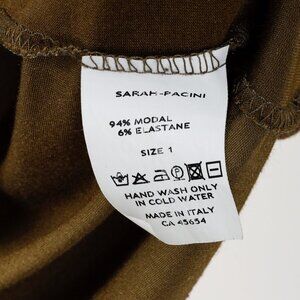 SARAH-PACINI
94% MODAL
6% ELASTANE
SIZE 1
HAND WASH ONLY
IN COLD WATER
MADE IN ITALY
CA 45654